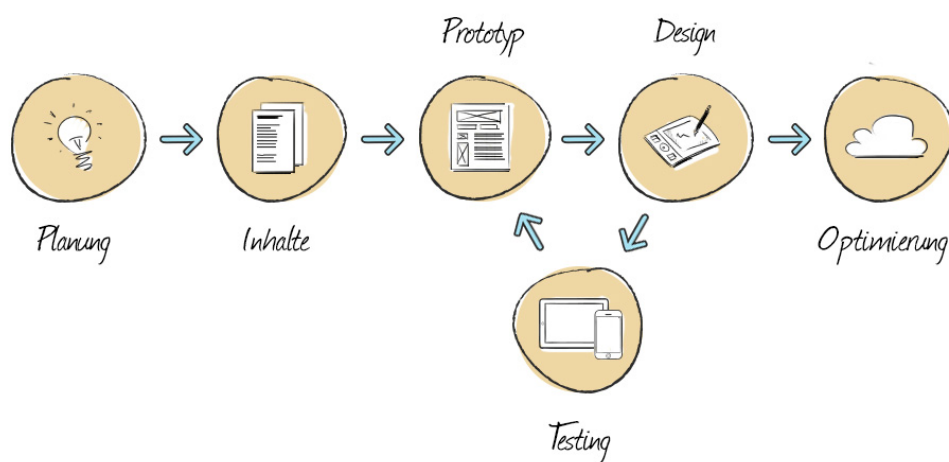 Prototyp
Design
Planung
Inhalte
Optimierung
Testing